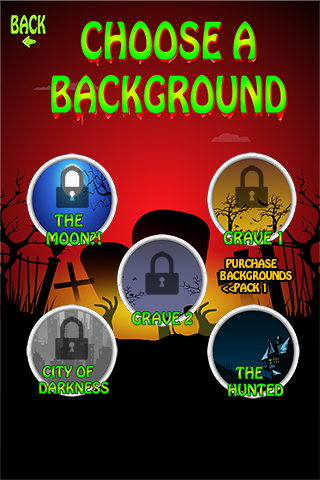 BACK
CHOOSE A
BACKGROUND
THE
MOON?!
GRAVE 1
PURCHASE
BACKGROUNDS
<<PACK 1
GRAVE 2
CITY OF
DARKNESS
THE
HUNTED